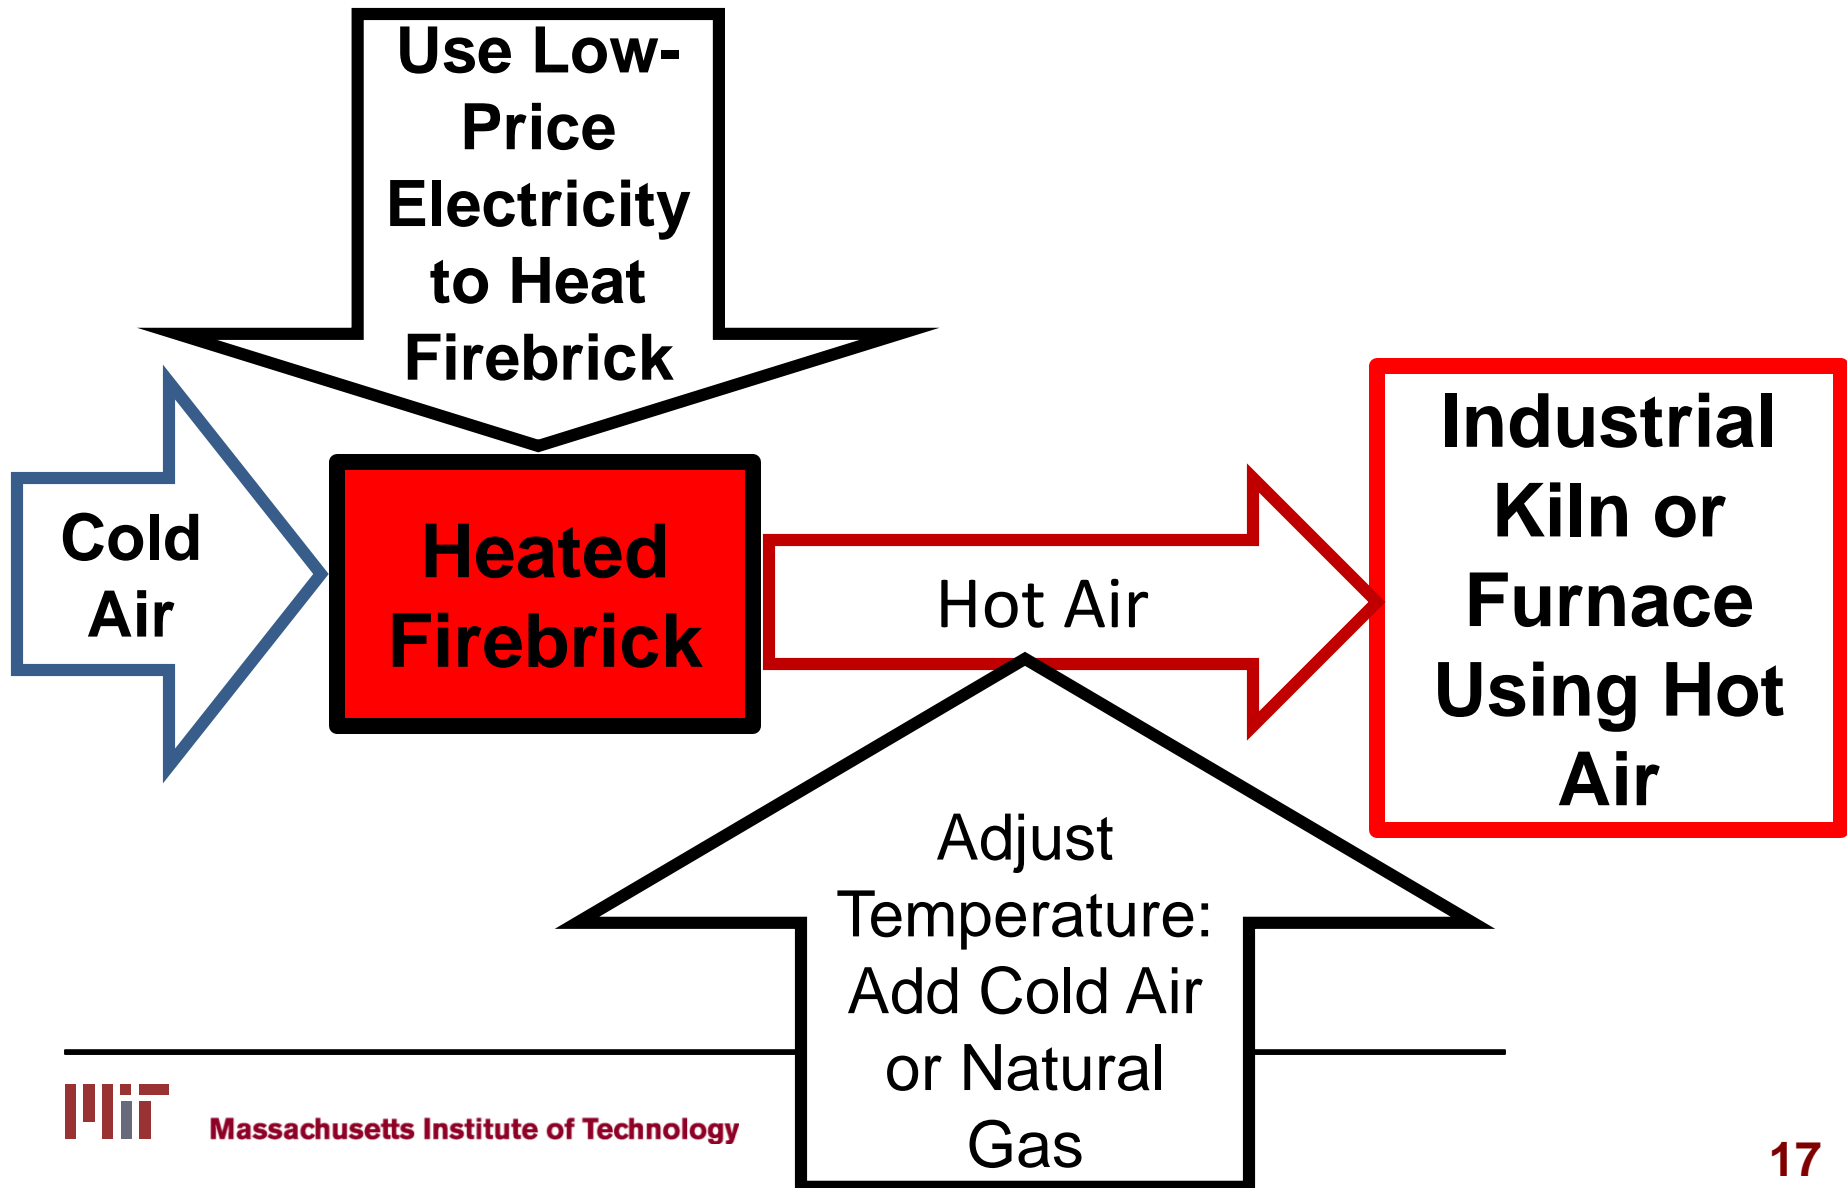 Use Low-
Price
Electricity
to Heat
Firebrick
Cold
Air
Heated
Firebrick
Hot Air
Industrial
Kiln or
Furnace
Using Hot
Air
Adjust
Temperature:
Add Cold Air
or Natural
Gas
MIT
Massachusetts Institute of Technology
17